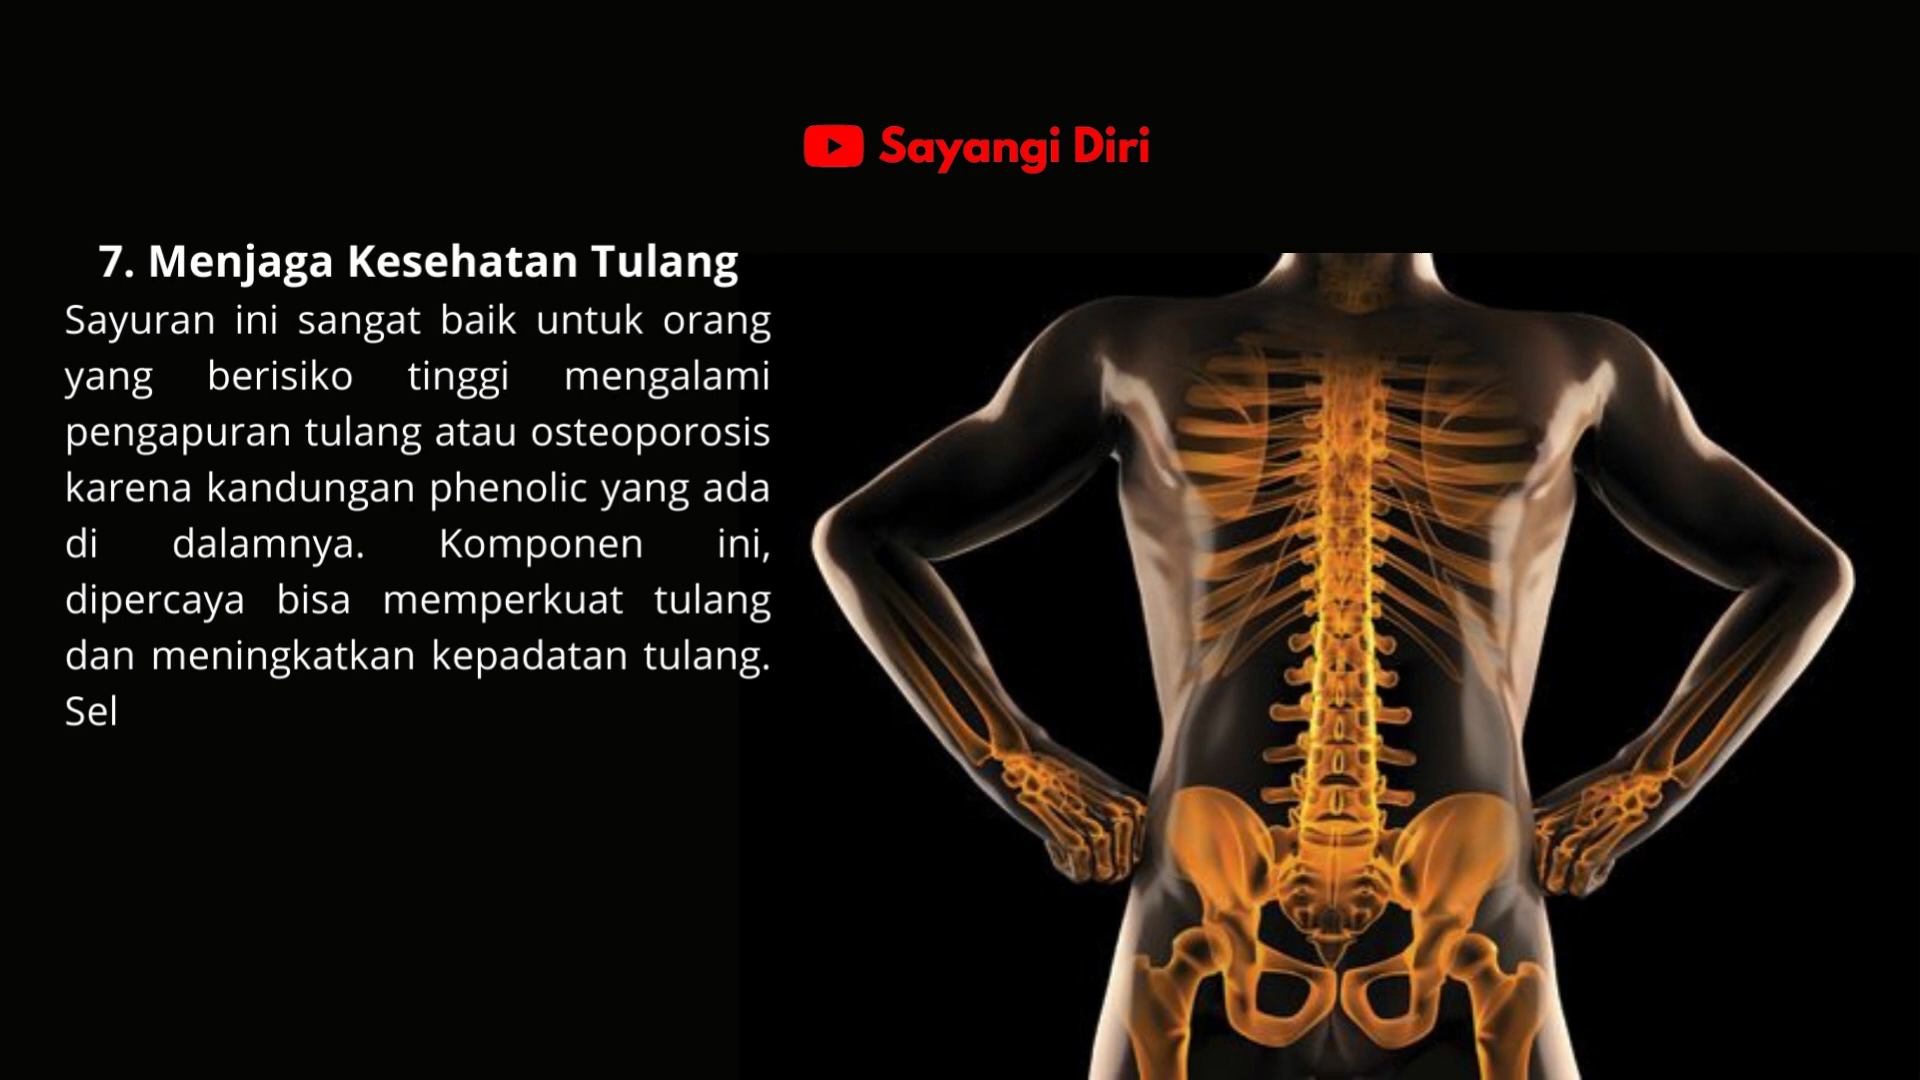 Sayangi Diri
7. Menjaga Kesehatan Tulang
Sayuran ini sangat baik untuk orang
yang berisiko tinggi mengalami
pengapuran tulang atau osteoporosis
karena kandungan phenolic yang ada
di dalamnya. Komponen ini,
dipercaya bisa memperkuat tulang
dan meningkatkan kepadatan tulang.
Sel